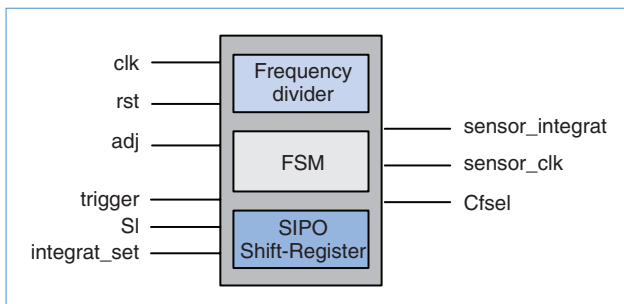 clk
rst
adj
trigger
SI
integrat_set
Frequency
divider
FSM
SIPO
Shift-Register
sensor_integrat
sensor_clk
Cfsel